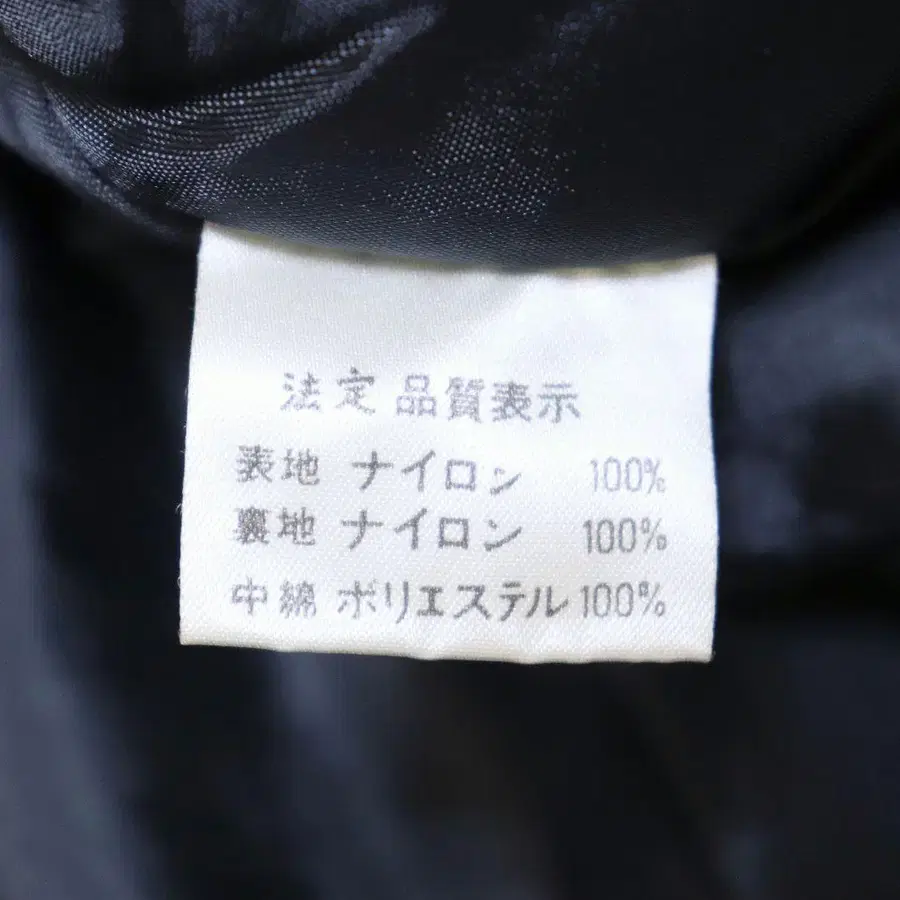 法定品質表示
表地 ナイロン 100%
裏地 ナイロン 100%
中綿 ポリエステル 100%